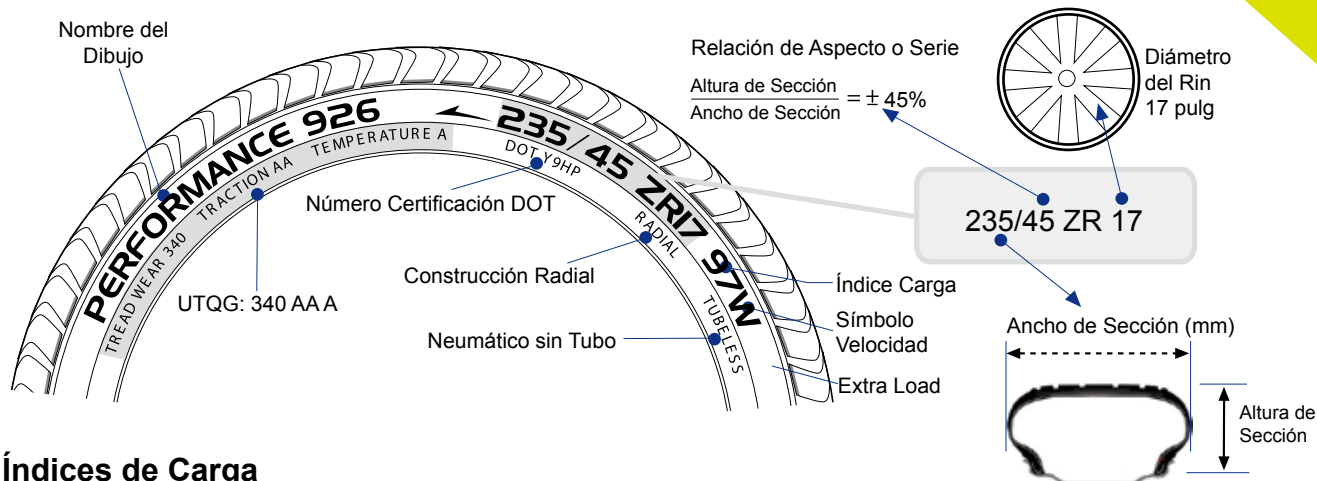 Nombre del
Dibujo
PERFORMANCE 926
235/45 ZR17 97W
TREAD WEAR 340 TRACTION AA TEMPERATURE A
DOT Y9HP
RADIAL
TUBELESS
Número Certificación DOT
Construcción Radial
UTQG: 340 AA A
Neumático sin Tubo
Índice Carga
Símbolo
Velocidad
Extra Load
Relación de Aspecto o Serie
Altura de Sección
Ancho de Sección
= ± 45%
Diámetro
del Rin
17 pulg
235/45 ZR 17
Ancho de Sección (mm)
Altura de
Sección
Índices de Carga